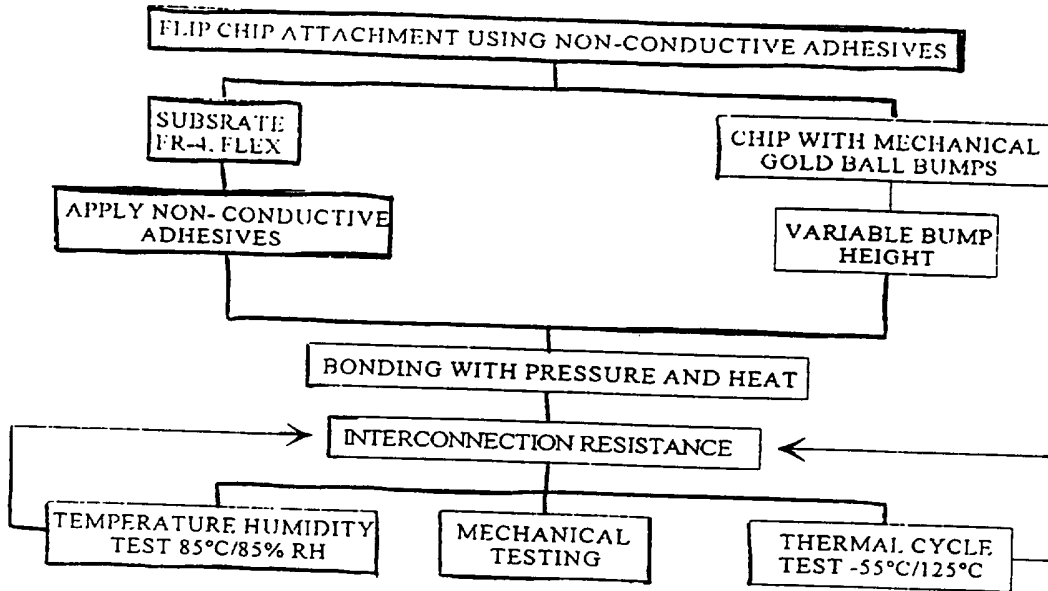 FLIP CHIP ATTACHMENT USING NON-CONDUCTIVE ADHESIVES
SUBSRATE
FR-4. FLEX
CHIP WITH MECHANICAL
GOLD BALL BUMPS
APPLY NON-CONDUCTIVE
ADHESIVES
VARIABLE BUMP
HEIGHT
BONDING WITH PRESSURE AND HEAT
INTERCONNECTION RESISTANCE
TEMPERATURE HUMIDITY
TEST 85°C/85% RH
MECHANICAL
TESTING
THERMAL CYCLE
TEST -55°C/125°C